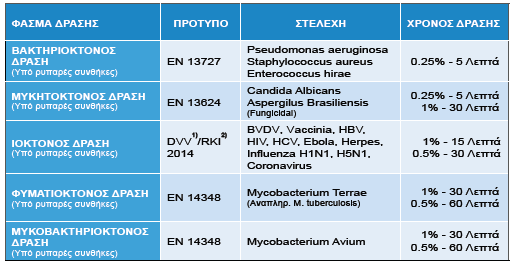 ΦΑΣΜΑ ΔΡΑΣΗΣ ΠΡΟΤΥΠΟ ΣΤΕΛΕΧΗ ΧΡΟΝΟΣ ΔΡΑΣΗΣ
ΒΑΚΤΗΡΙΟΚΤΟΝΟΣ
ΔΡΑΣΗ
(Υπό ρυπαρές συνθήκες)
EN 13727
Pseudomonas aeruginosa
Staphylococcus aureus
Enterococcus hirae
0.25% - 5 Λεπτά
ΜΥΚΗΤΟΚΤΟΝΟΣ ΔΡΑΣΗ
(Υπό ρυπαρές συνθήκες)
EN 13624
Candida Albicans
Aspergilus Brasiliensis
(Fungicidal)
0.25% - 5 Λεπτά
1% - 30 Λεπτά
ΙΟΚΤΟΝΟΣ ΔΡΑΣΗ
(Υπό ρυπαρές συνθήκες)
DVV1)/RKI2)
2014
BVDV, Vaccinia, HBV,
HIV, HCV, Ebola, Herpes,
Influenza H1N1, H5N1,
Coronavirus
1% - 15 Λεπτά
0.5% - 30 Λεπτά
ΦΥΜΑΤΙΟΚΤΟΝΟΣ ΔΡΑΣΗ
(Υπό ρυπαρές συνθήκες)
EN 14348
Mycobacterium Terrae
(Αναπληρ. M. tuberculosis)
1% - 30 Λεπτά
0.5% - 60 Λεπτά
ΜΥΚΟΒΑΚΤΗΡΙΟΚΤΟΝΟΣ
ΔΡΑΣΗ
(Υπό ρυπαρές συνθήκες)
EN 14348
Mycobacterium Avium
1% - 30 Λεπτά
0.5% - 60 Λεπτά